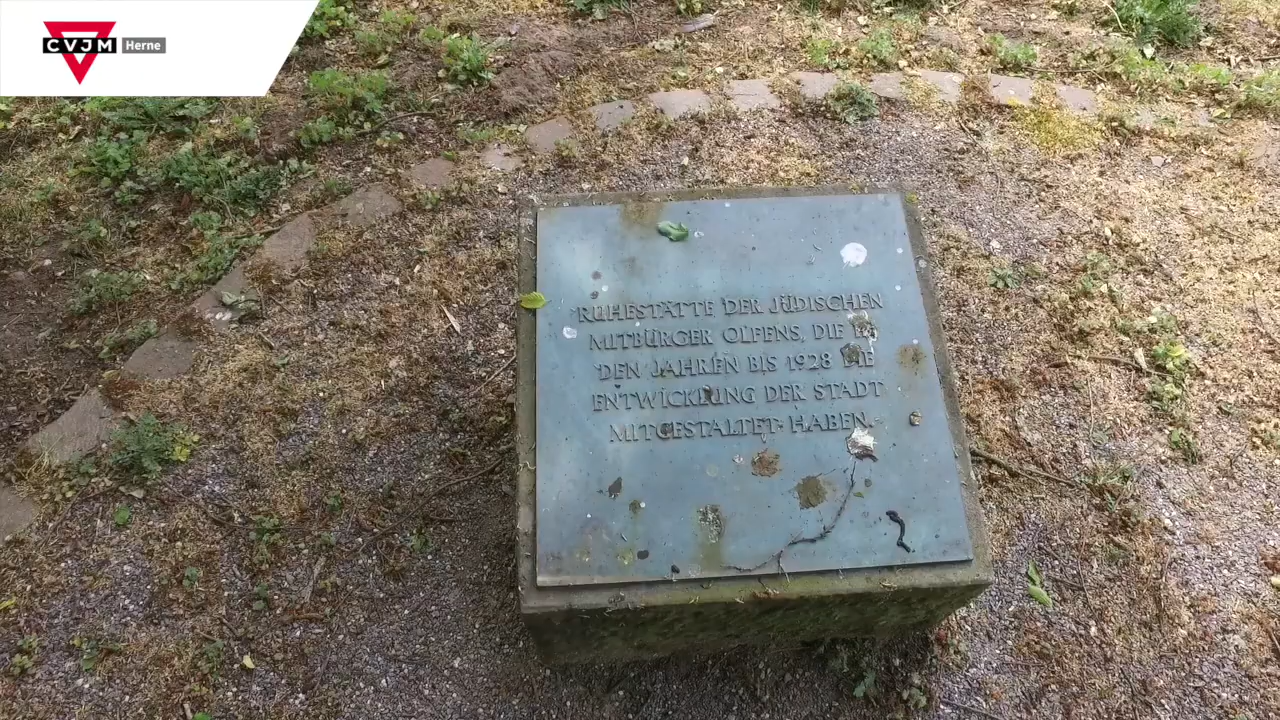 CVJM Herne
RUHESTÄTTE DER JÜDISCHEN
MITBÜRGER OLFENS, DIE IN
DEN JAHREN BIS 1928 DIE
ENTWICKLUNG DER STADT
MITGESTALTET HABEN.